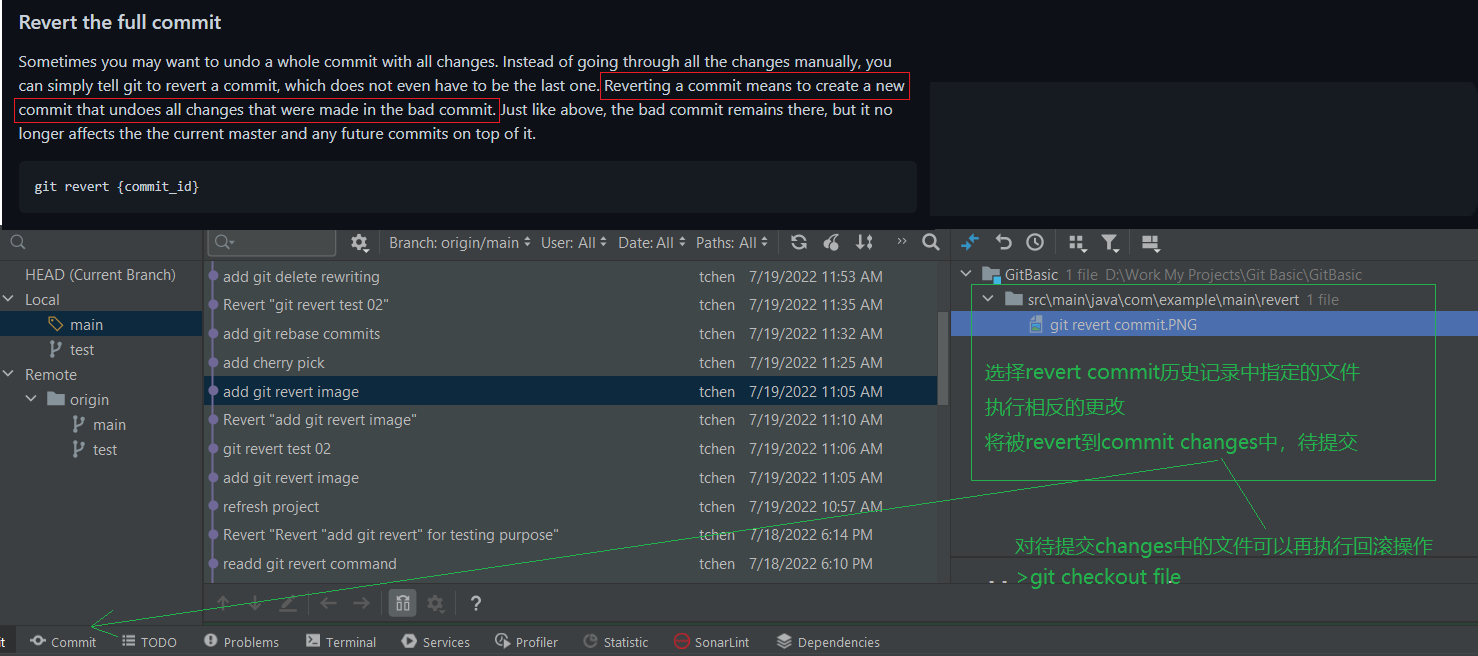 Revert the full commit
Sometimes you may want to undo a whole commit with all changes. Instead of going through all the changes manually, you
can simply tell git to revert a commit, which does not even have to be the last one. Reverting a commit means to create a new
commit that undoes all changes that were made in the bad commit. Just like above, the bad commit remains there, but it no
longer affects the the current master and any future commits on top of it.
git revert {commit_id}
Branch: origin/main User: All Date: All Paths: All »
HEAD (Current Branch)
Local
main
test
Remote
origin
main
test
add git delete rewriting tchen 7/19/2022 11:53 AM
Revert "git revert test 02" tchen 7/19/2022 11:35 AM
add git rebase commits tchen 7/19/2022 11:32 AM
add cherry pick tchen 7/19/2022 11:25 AM
add git revert image tchen 7/19/2022 11:05 AM
Revert "add git revert image" tchen 7/19/2022 11:10 AM
git revert test 02 tchen 7/19/2022 11:06 AM
add git revert image tchen 7/19/2022 11:05 AM
refresh project tchen 7/19/2022 10:57 AM
Revert "Revert "add git revert" for testing purpose" tchen 7/18/2022 6:14 PM
readd git revert command tchen 7/18/2022 6:10 PM
GitBasic 1 file D:\Work My Projects\Git Basic\GitBasic
src\main\java\com\example\main\revert 1 file
git revert commit.PNG
选择revert commit历史记录中指定的文件
执行相反的更改
将被revert到commit changes中，待提交
对待提交changes中的文件可以再执行回滚操作
>git checkout file
?
it Commit TODO Problems Terminal Services Profiler Statistic SonarLint Dependencies